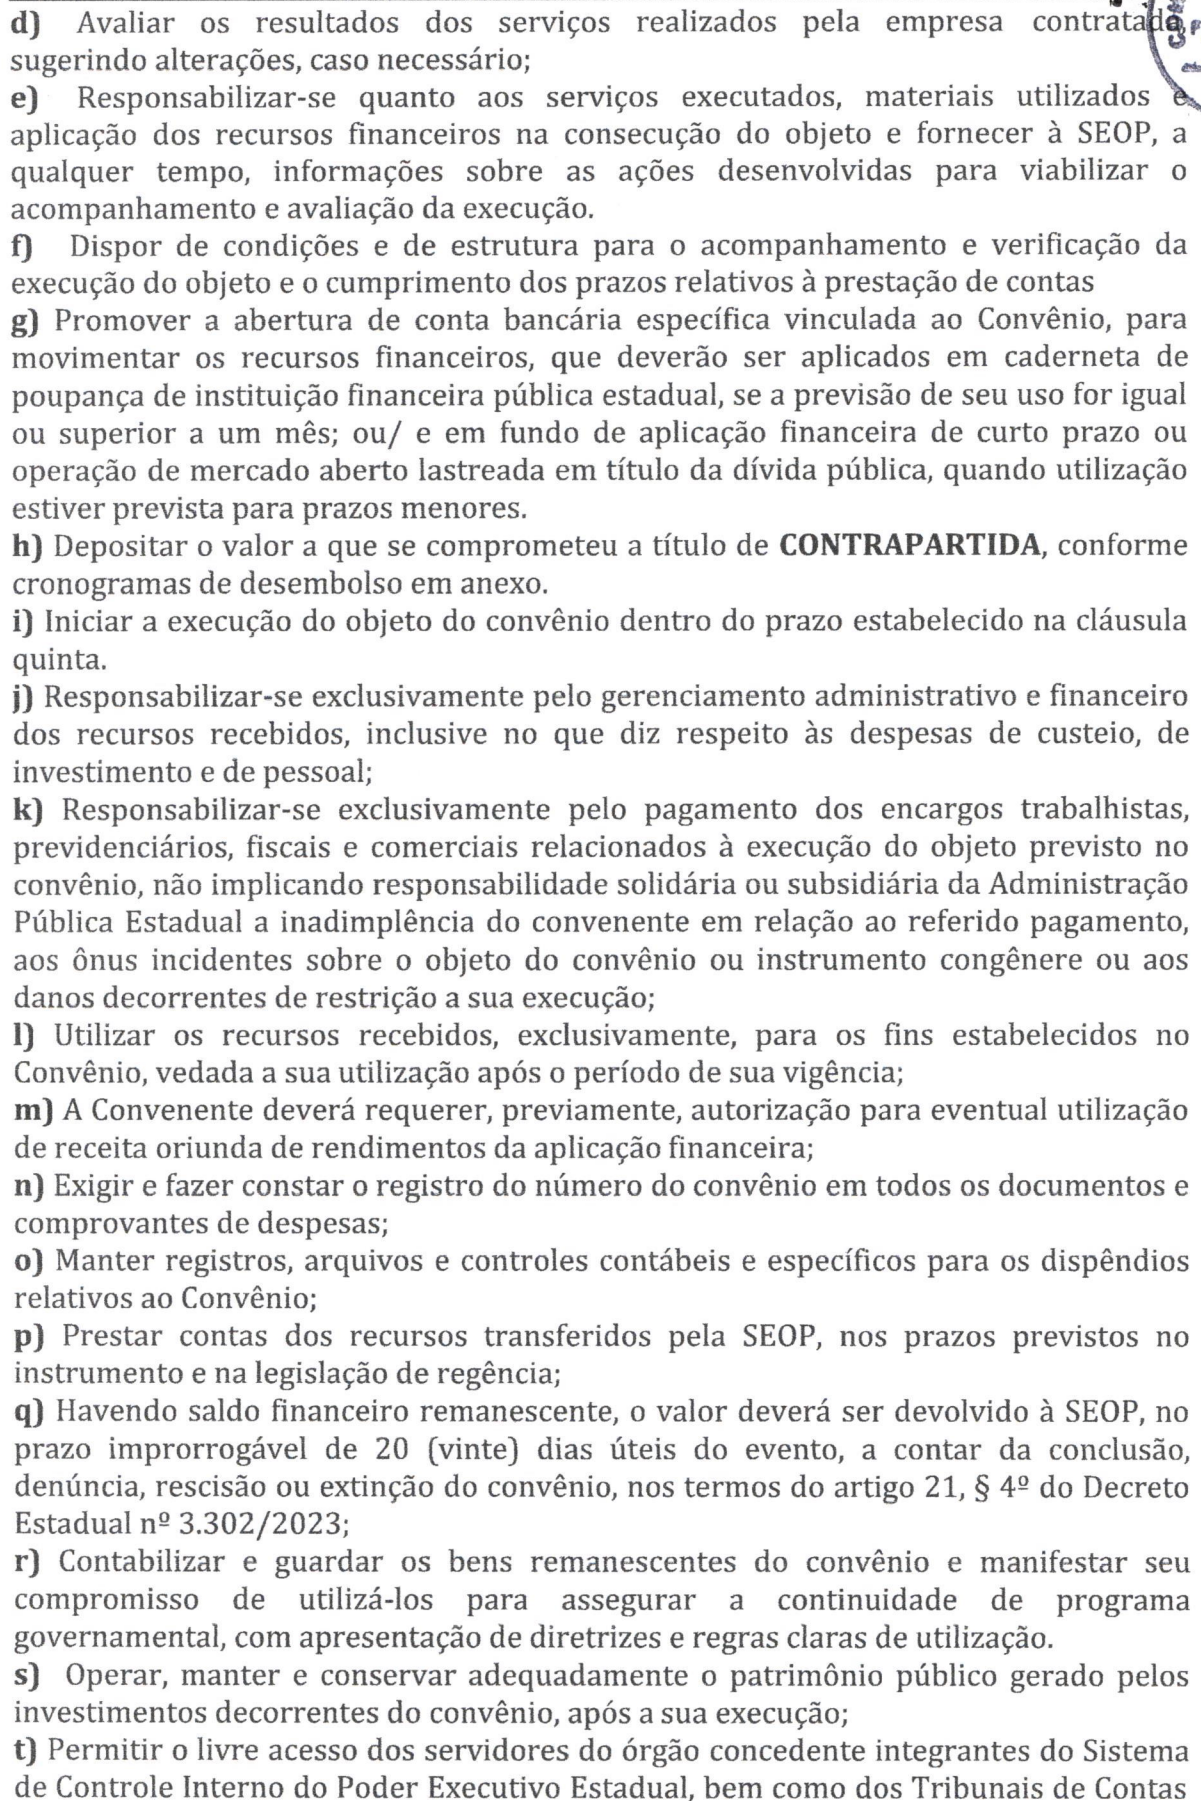 d) Avaliar os resultados dos serviços realizados pela empresa contratada,
sugerindo alterações, caso necessário;
e) Responsabilizar-se quanto aos serviços executados, materiais utilizados e
aplicação dos recursos financeiros na consecução do objeto e fornecer à SEOP, a
qualquer tempo, informações sobre as ações desenvolvidas para viabilizar o
acompanhamento e avaliação da execução.
f) Dispor de condições e de estrutura para o acompanhamento e verificação da
execução do objeto e o cumprimento dos prazos relativos à prestação de contas
g) Promover a abertura de conta bancária específica vinculada ao Convênio, para
movimentar os recursos financeiros, que deverão ser aplicados em caderneta de
poupança de instituição financeira pública estadual, se a previsão de seu uso for igual
ou superior a um mês; ou/ e em fundo de aplicação financeira de curto prazo ou
operação de mercado aberto lastreada em título da dívida pública, quando utilização
estiver prevista para prazos menores.
h) Depositar o valor a que se comprometeu a título de CONTRAPARTIDA, conforme
cronogramas de desembolso em anexo.
i) Iniciar a execução do objeto do convênio dentro do prazo estabelecido na cláusula
quinta.
j) Responsabilizar-se exclusivamente pelo gerenciamento administrativo e financeiro
dos recursos recebidos, inclusive no que diz respeito às despesas de custeio, de
investimento e de pessoal;
k) Responsabilizar-se exclusivamente pelo pagamento dos encargos trabalhistas,
previdenciários, fiscais e comerciais relacionados à execução do objeto previsto no
convênio, não implicando responsabilidade solidária ou subsidiária da Administração
Pública Estadual a inadimplência do convenente em relação ao referido pagamento,
aos ônus incidentes sobre o objeto do convênio ou instrumento congênere ou aos
danos decorrentes de restrição a sua execução;
l) Utilizar os recursos recebidos, exclusivamente, para os fins estabelecidos no
Convênio, vedada a sua utilização após o período de sua vigência;
m) A Convenente deverá requerer, previamente, autorização para eventual utilização
de receita oriunda de rendimentos da aplicação financeira;
n) Exigir e fazer constar o registro do número do convênio em todos os documentos e
comprovantes de despesas;
o) Manter registros, arquivos e controles contábeis e específicos para os dispêndios
relativos ao Convênio;
p) Prestar contas dos recursos transferidos pela SEOP, nos prazos previstos no
instrumento e na legislação de regência;
q) Havendo saldo financeiro remanescente, o valor deverá ser devolvido à SEOP, no
prazo improrrogável de 20 (vinte) dias úteis do evento, a contar da conclusão,
denúncia, rescisão ou extinção do convênio, nos termos do artigo 21, § 4º do Decreto
Estadual nº 3.302/2023;
r) Contabilizar e guardar os bens remanescentes do convênio e manifestar seu
compromisso de utilizá-los para assegurar a continuidade de programa
governamental, com apresentação de diretrizes e regras claras de utilização.
s) Operar, manter e conservar adequadamente o patrimônio público gerado pelos
investimentos decorrentes do convênio, após a sua execução;
t) Permitir o livre acesso dos servidores do órgão concedente integrantes do Sistema
de Controle Interno do Poder Executivo Estadual, bem como dos Tribunais de Contas